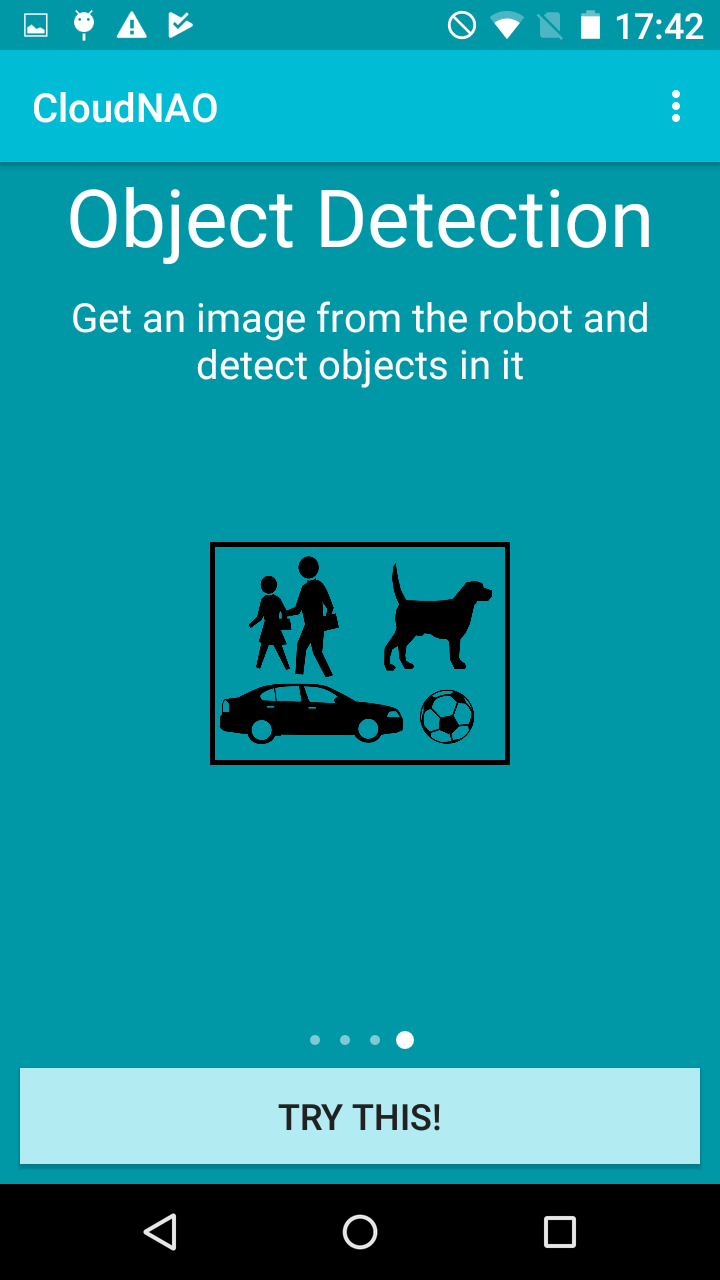 17:42
CloudNAO
Object Detection
Get an image from the robot and
detect objects in it
TRY THIS!